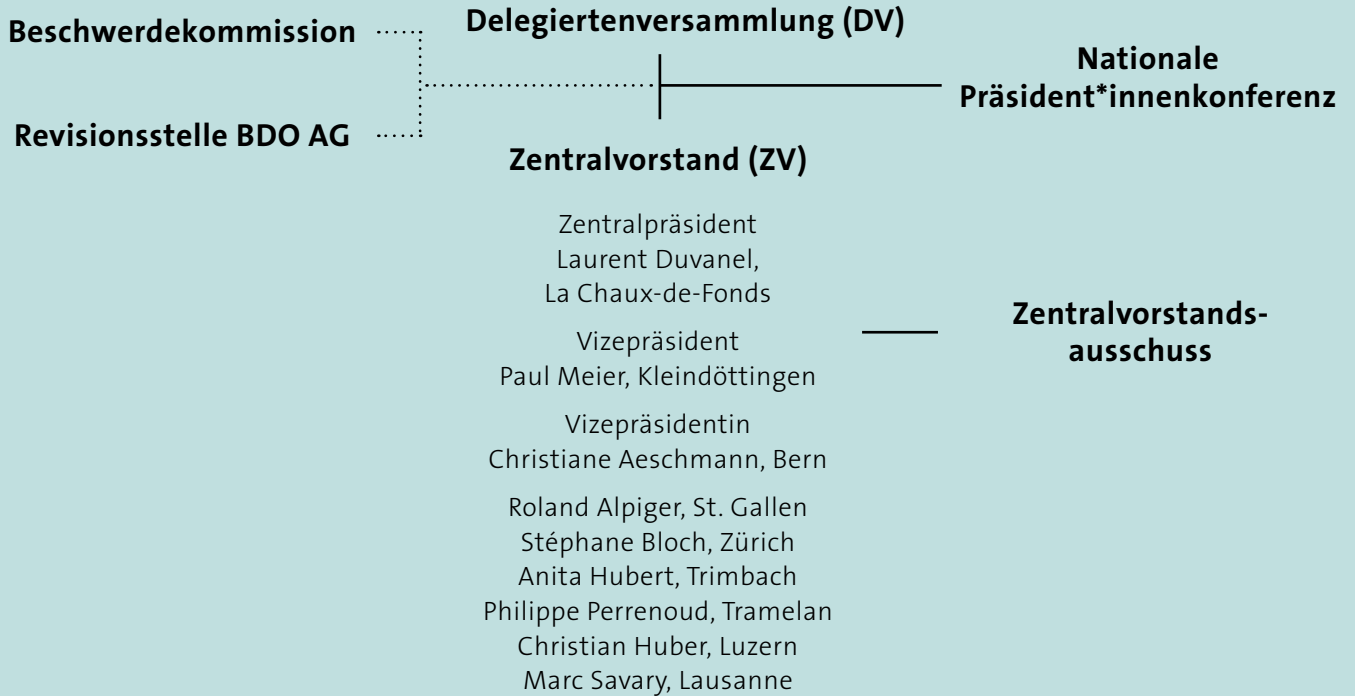 Beschwerdekommission
Revisionsstelle BDO AG
Delegiertenversammlung (DV)
Nationale
Präsident*innenkonferenz
Zentralvorstand (ZV)
Zentralpräsident
Laurent Duvanel,
La Chaux-de-Fonds
Vizepräsident
Paul Meier, Kleindöttingen
Vizepräsidentin
Christiane Aeschmann, Bern
Roland Alpiger, St. Gallen
Stéphane Bloch, Zürich
Anita Hubert, Trimbach
Philippe Perrenoud, Tramelan
Christian Huber, Luzern
Marc Savary, Lausanne
Zentralvorstands-
ausschuss